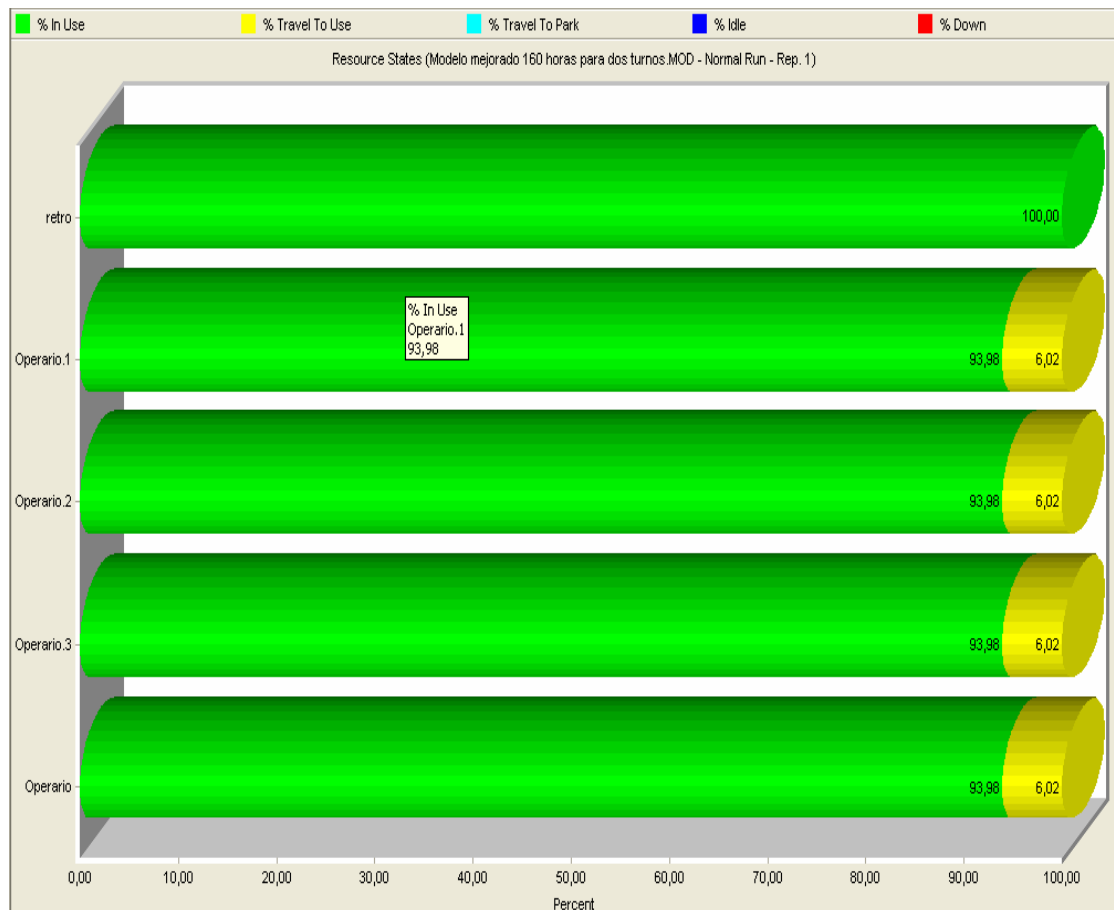 % In Use % Travel To Use % Travel To Park % Idle % Down
Resource States (Modelo mejorado 160 horas para dos turnos.MOD - Normal Run - Rep. 1)
retro 100,00
% In Use
Operario.1
93,98
Operario.1 93,98 6,02
Operario.2 93,98 6,02
Operario.3 93,98 6,02
Operario 93,98 6,02
0,00 10,00 20,00 30,00 40,00 50,00 60,00 70,00 80,00 90,00 100,00
Percent